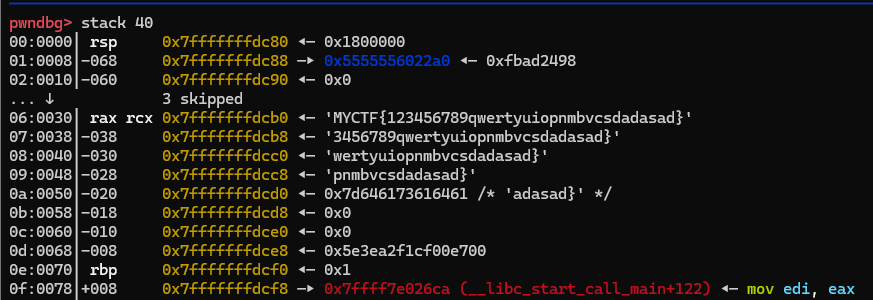 pwndbg> stack 40
00:0000│ rsp     0x7fffffffdc80 ◂— 0x1800000
01:0008│-068     0x7fffffffdc88 —▸ 0x5555556022a0 ◂— 0xfbad2498
02:0010│-060     0x7fffffffdc90 ◂— 0x0
... ↓            3 skipped
06:0030│ rax rcx 0x7fffffffdcb0 ◂— 'MYCTF{123456789qwertyuiopnmbvcsdadasad}'
07:0038│-038     0x7fffffffdcb8 ◂— '3456789qwertyuiopnmbvcsdadasad}'
08:0040│-030     0x7fffffffdcc0 ◂— 'wertyuiopnmbvcsdadasad}'
09:0048│-028     0x7fffffffdcc8 ◂— 'pnmbvcsdadasad}'
0a:0050│-020     0x7fffffffdcd0 ◂— 0x7d646173616461 /* 'adasad}' */
0b:0058│-018     0x7fffffffdcd8 ◂— 0x0
0c:0060│-010     0x7fffffffdce0 ◂— 0x0
0d:0068│-008     0x7fffffffdce8 ◂— 0x5e3ea2f1cf00e700
0e:0070│ rbp     0x7fffffffdcf0 ◂— 0x1
0f:0078│+008     0x7fffffffdcf8 —▸ 0x7ffff7e026ca (__libc_start_call_main+122) ◂— mov edi, eax